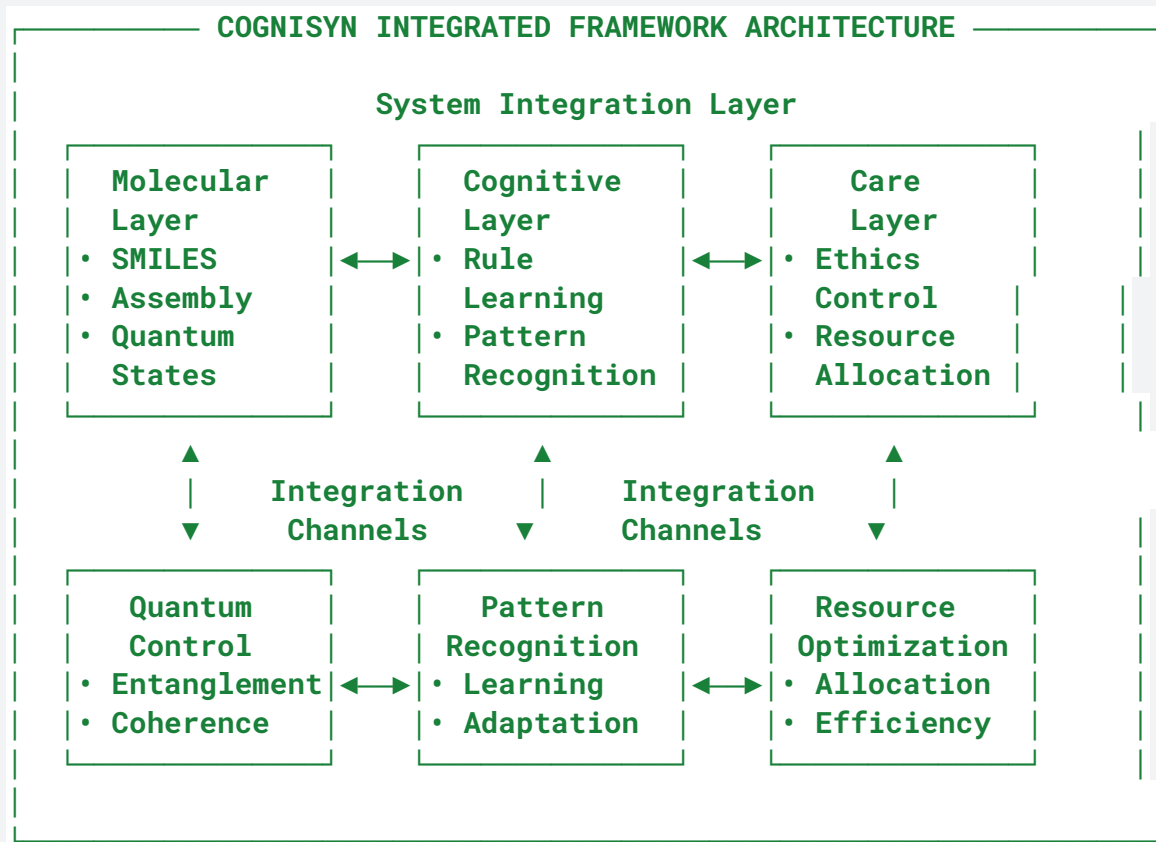 COGNISYN INTEGRATED FRAMEWORK ARCHITECTURE
System Integration Layer
Molecular
Layer
• SMILES
• Assembly
• Quantum
States
Cognitive
Layer
• Rule
Learning
• Pattern
Recognition
Care
Layer
• Ethics
Control
• Resource
Allocation
Integration
Channels
Integration
Channels
Quantum
Control
• Entanglement
• Coherence
Pattern
Recognition
• Learning
• Adaptation
Resource
Optimization
• Allocation
• Efficiency